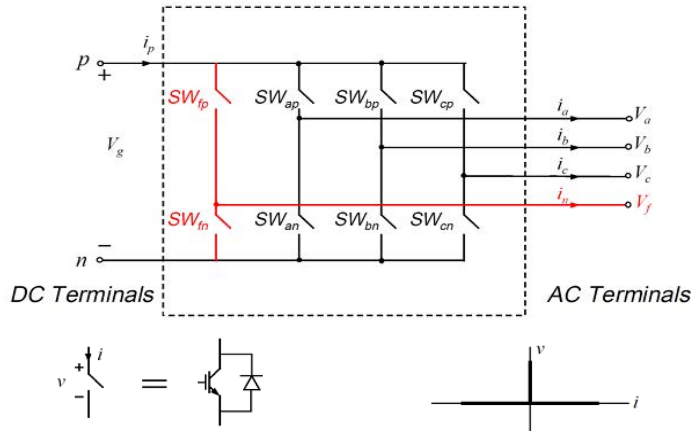 p + i_p
SW_fp SW_ap SW_bp SW_cp
i_a V_a
V_g
i_b V_b
i_c V_c
i_n V_f
SW_fn SW_an SW_bn SW_cn
n −
DC Terminals AC Terminals
+ i v
v =
− i